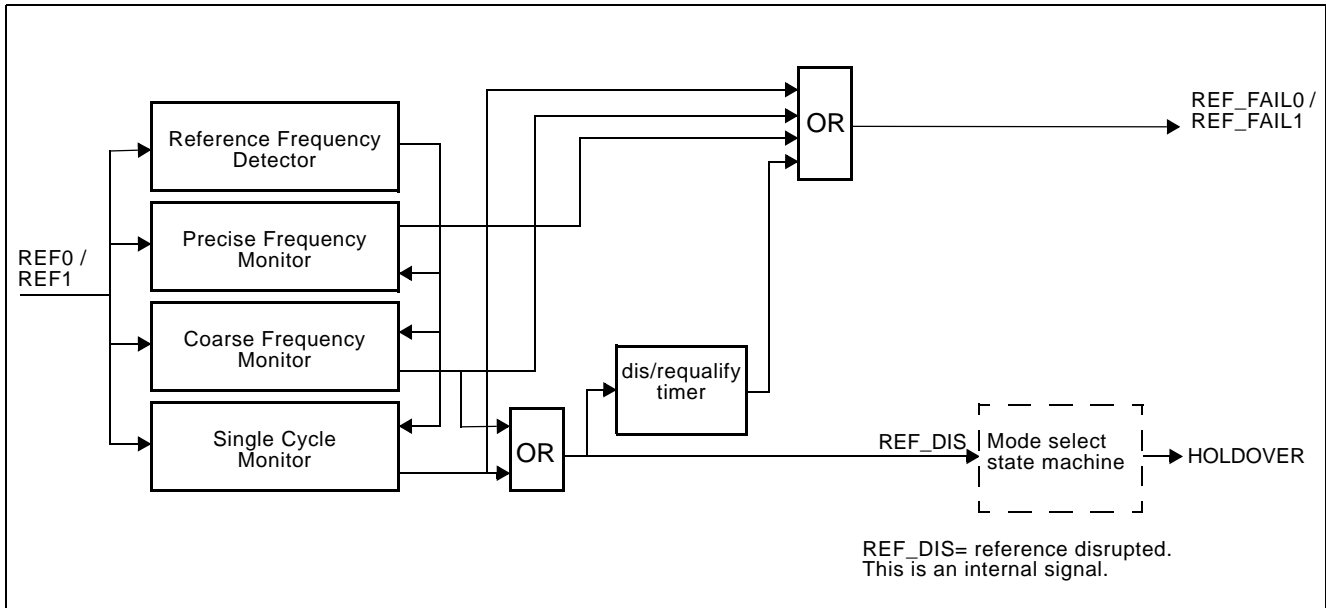 REF0 /
REF1
Reference Frequency
Detector
Precise Frequency
Monitor
Coarse Frequency
Monitor
Single Cycle
Monitor
OR
dis/requalify
timer
OR
REF_FAIL0 /
REF_FAIL1
REF_DIS
Mode select
state machine
HOLDOVER
REF_DIS= reference disrupted.
This is an internal signal.